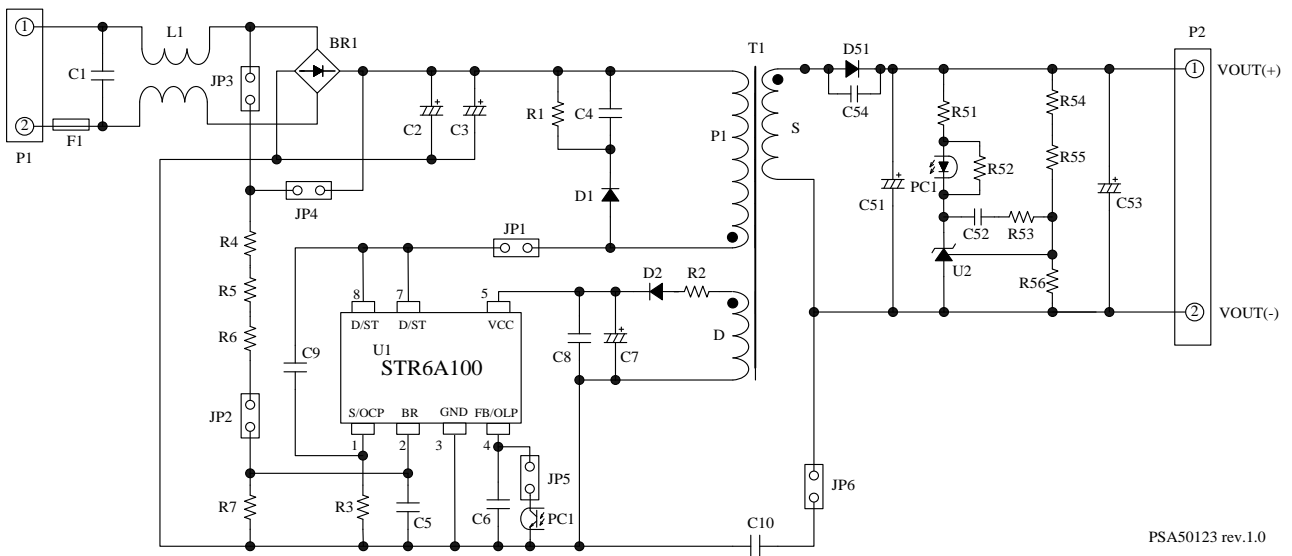 L1
BR1
T1
D51
P2
1
C1
JP3
1
VOUT(+)
C2
C3
R1
C4
P1
S
C54
R51
R54
2
F1
P1
PC1
R52
R55
D1
C51
C53
JP4
C52
R53
JP1
R4
U2
D2
R2
R56
R5
8
7
5
2
VOUT(-)
D/ST
D/ST
VCC
R6
C9
U1
STR6A100
C8
C7
D
JP2
S/OCP
BR
GND
FB/OLP
1
2
3
4
JP5
JP6
R7
R3
C5
C6
PC1
C10
PSA50123 rev.1.0